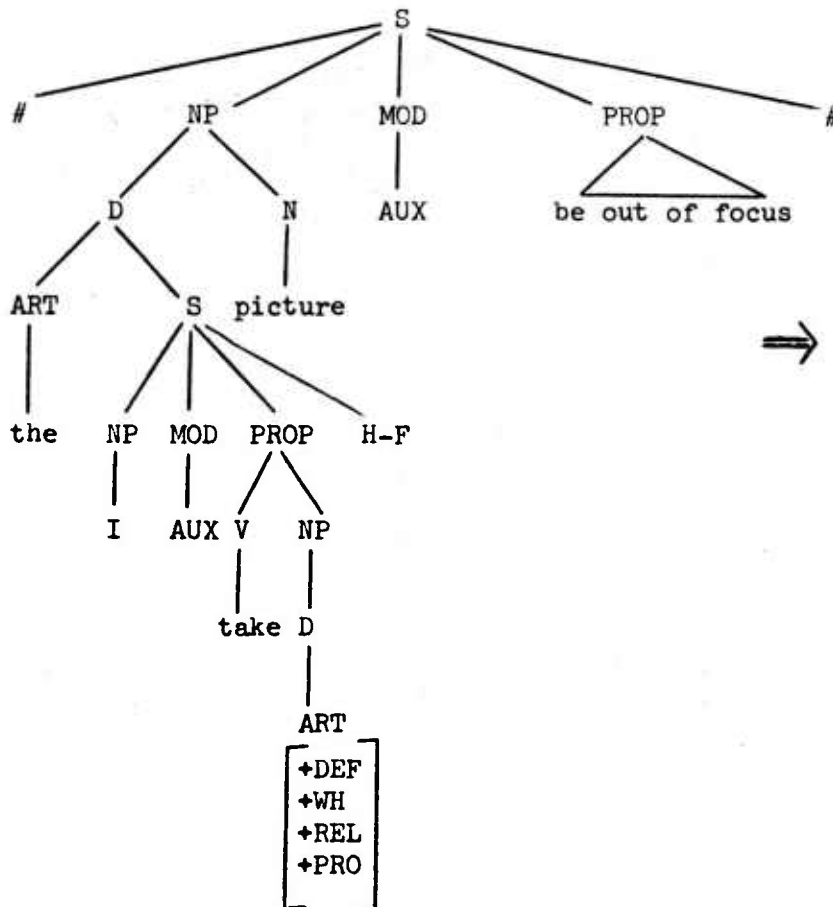 S
# NP MOD PROP #
D N AUX be out of focus
ART S picture
⇒
the NP MOD PROP H-F
I AUX V NP
take D
ART
+DEF
+WH
+REL
+PRO